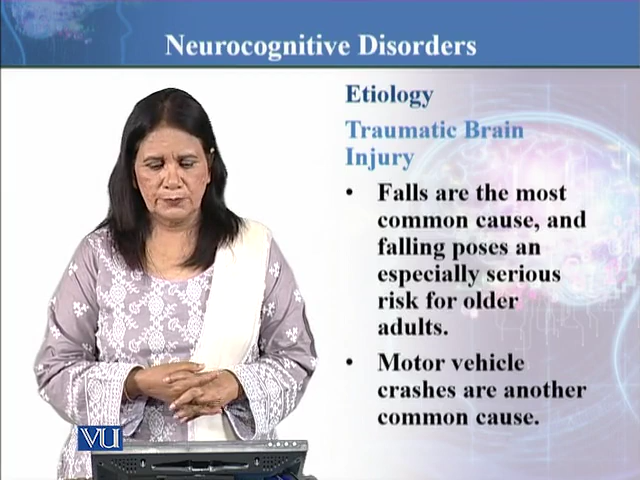 Neurocognitive Disorders
Etiology
Traumatic Brain
Injury
• Falls are the most
common cause, and
falling poses an
especially serious
risk for older
adults.
• Motor vehicle
crashes are another
common cause.
VU